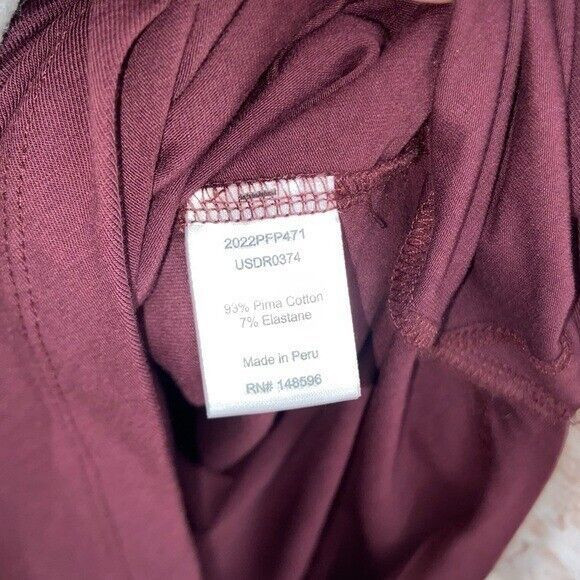 2022PFP471
USDR0374
93% Pima Cotton
7% Elastane
Made in Peru
RN# 148596